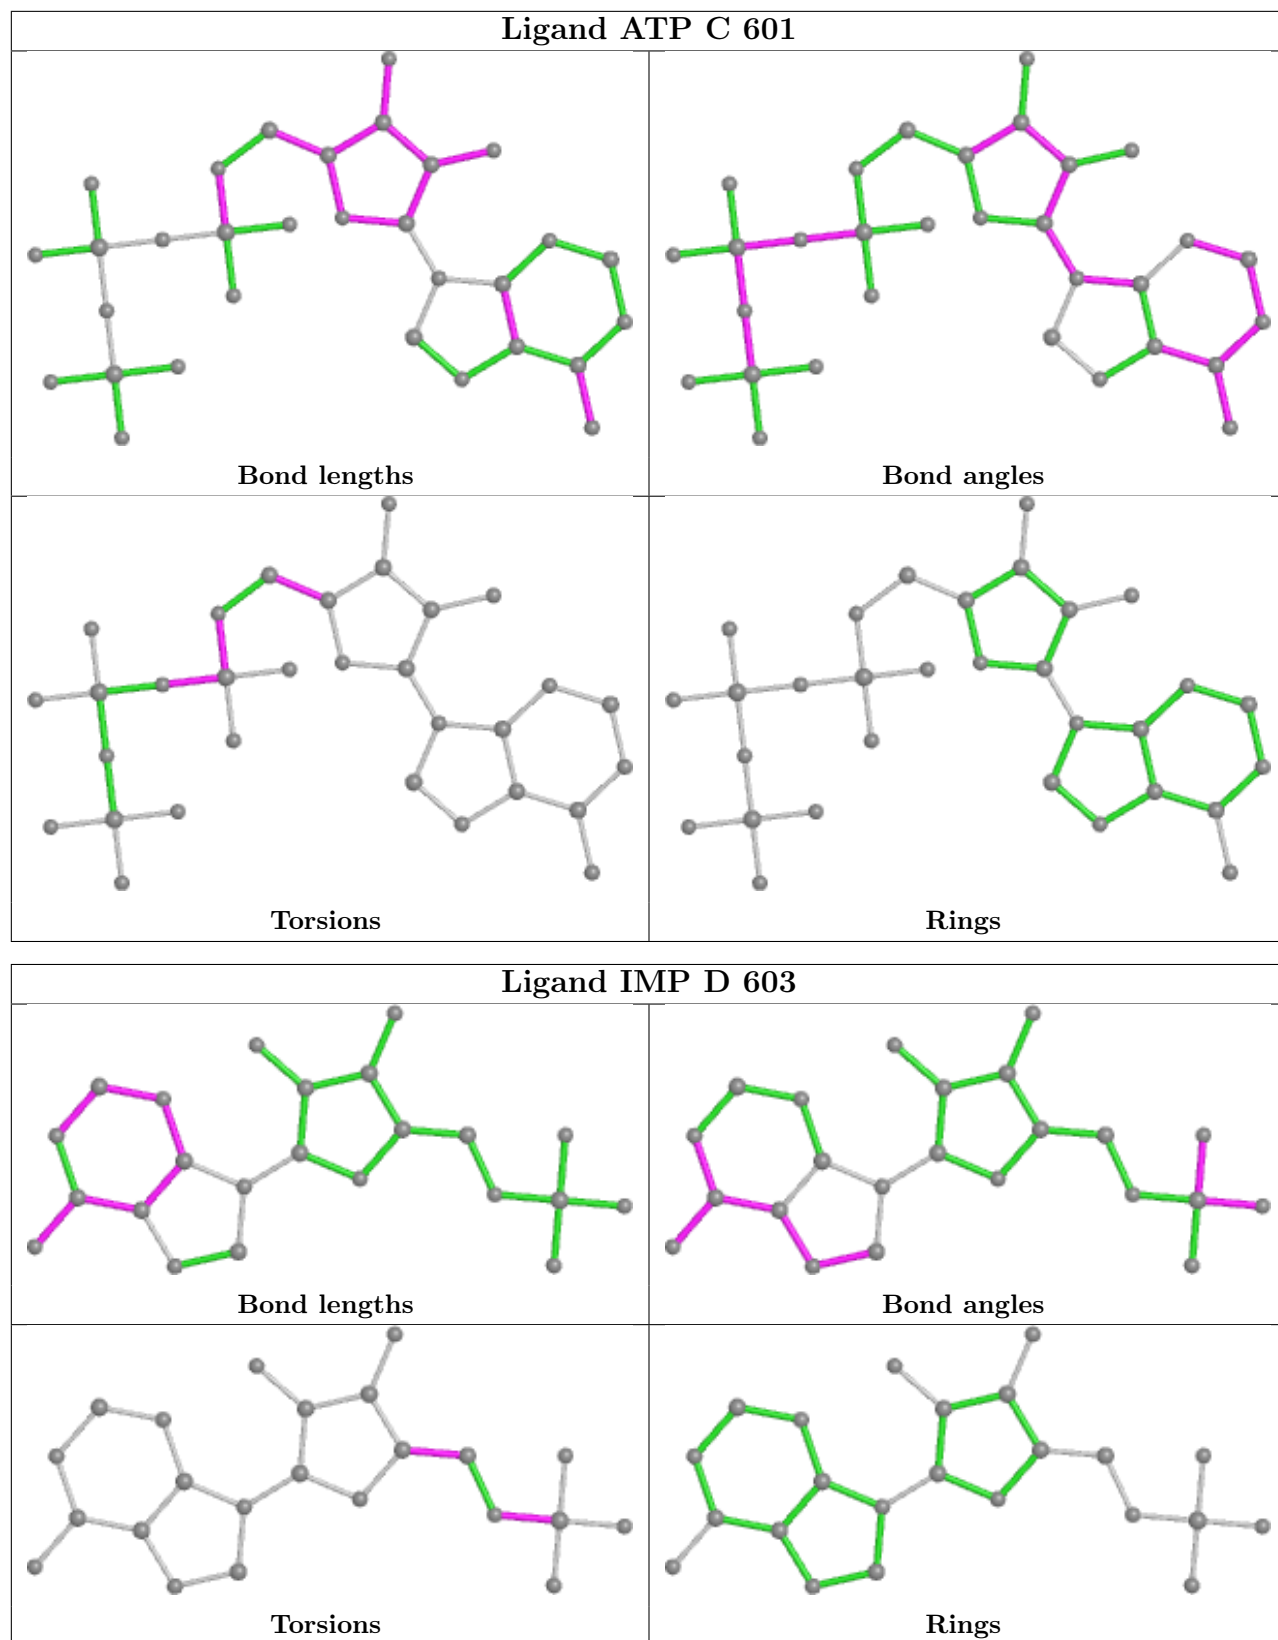 Ligand ATP C 601
Bond lengths
Bond angles
Torsions
Rings
Ligand IMP D 603
Bond lengths
Bond angles
Torsions
Rings